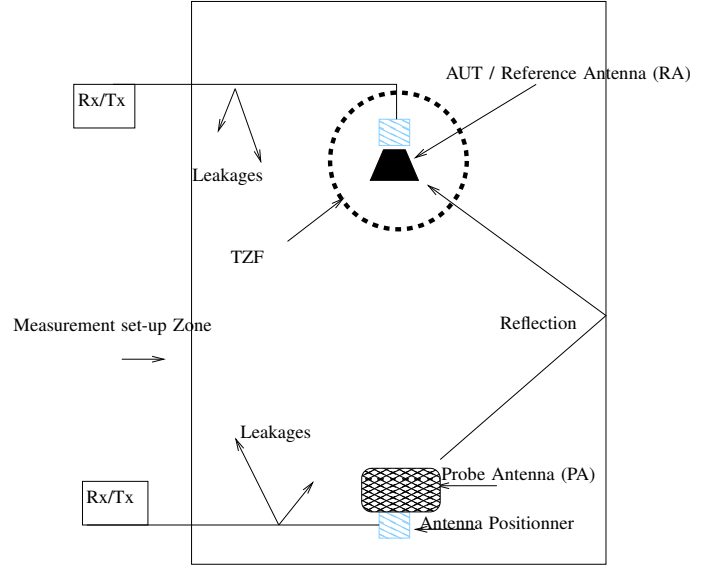 AUT / Reference Antenna (RA)
Rx/Tx
Leakages
TZF
Measurement set-up Zone
Reflection
Leakages
Probe Antenna (PA)
Rx/Tx
Antenna Positionner